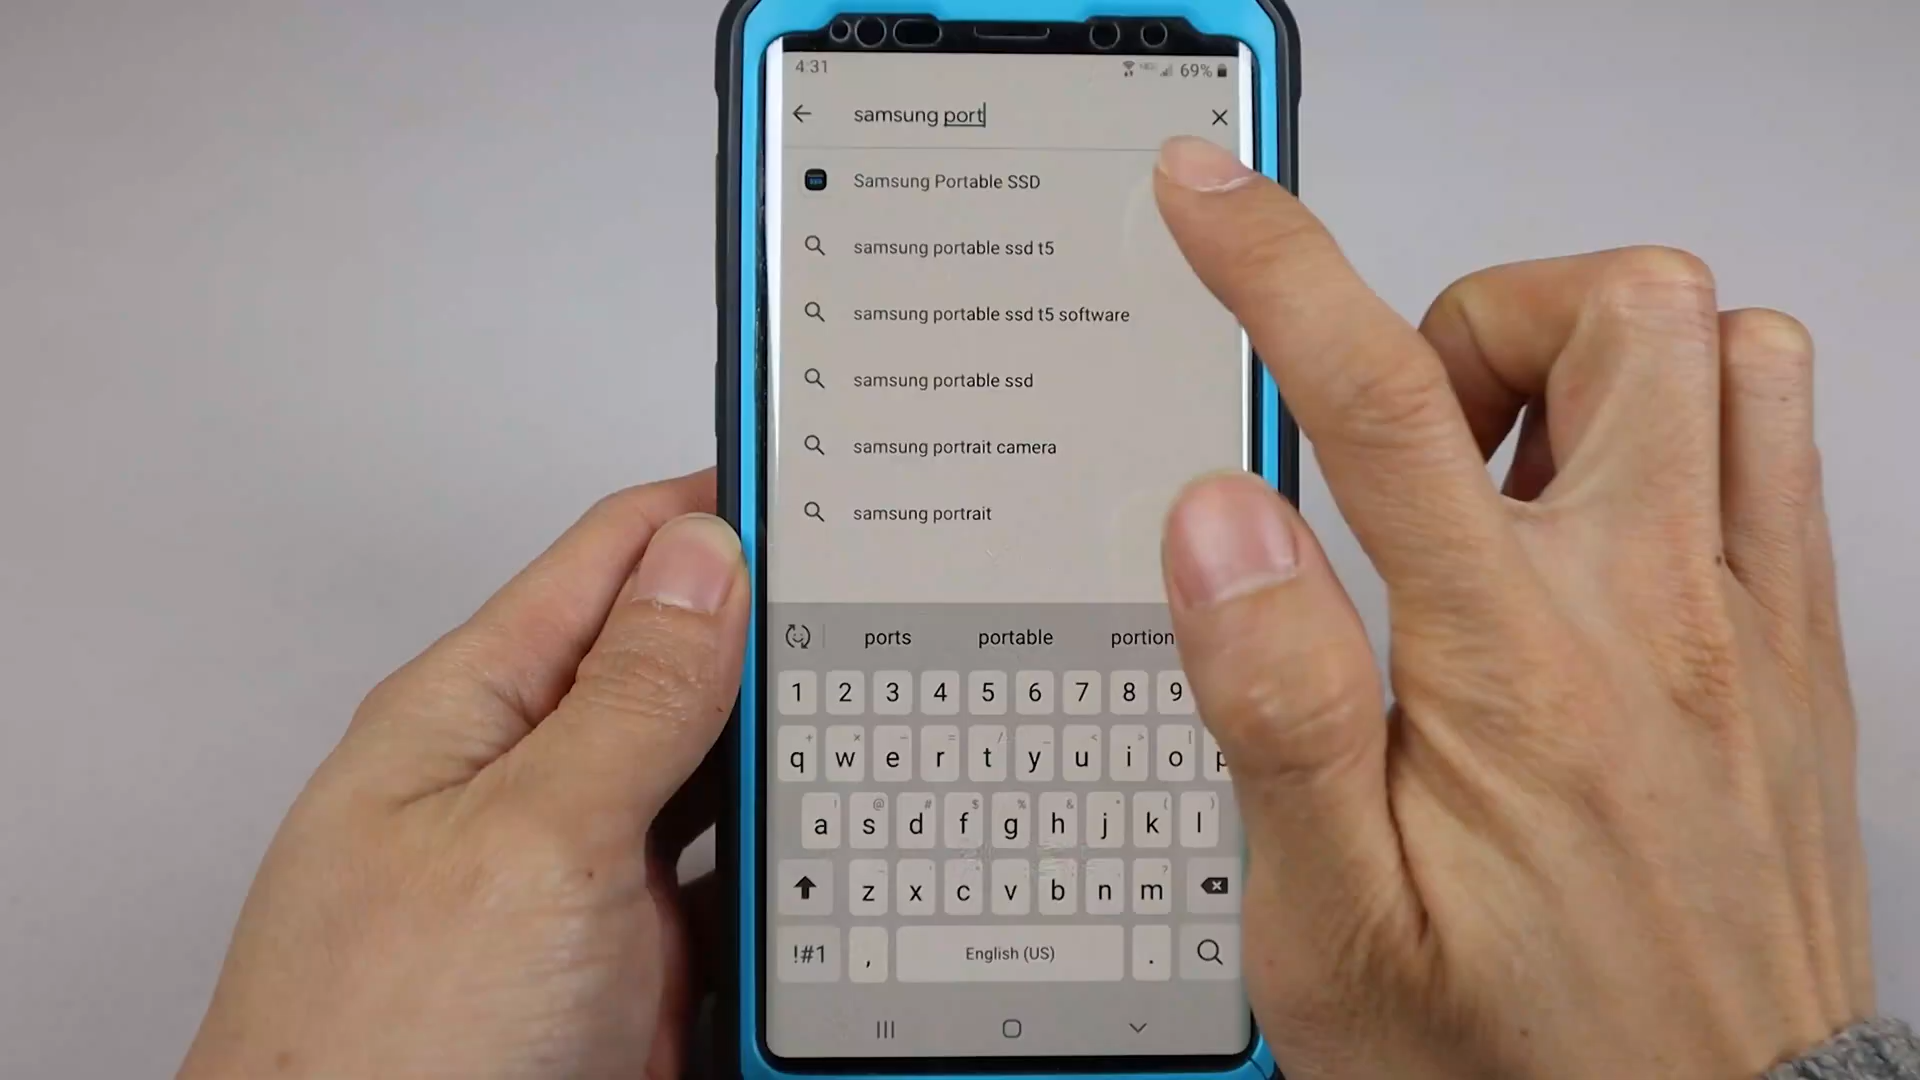 4:31 69%
samsung port
Samsung Portable SSD
samsung portable ssd t5
samsung portable ssd t5 software
samsung portable ssd
samsung portrait camera
samsung portrait
ports portable portion
1 2 3 4 5 6 7 8 9
q w e r t y u i o p
a s d f g h j k l
z x c v b n m
!#1 , English (US) .